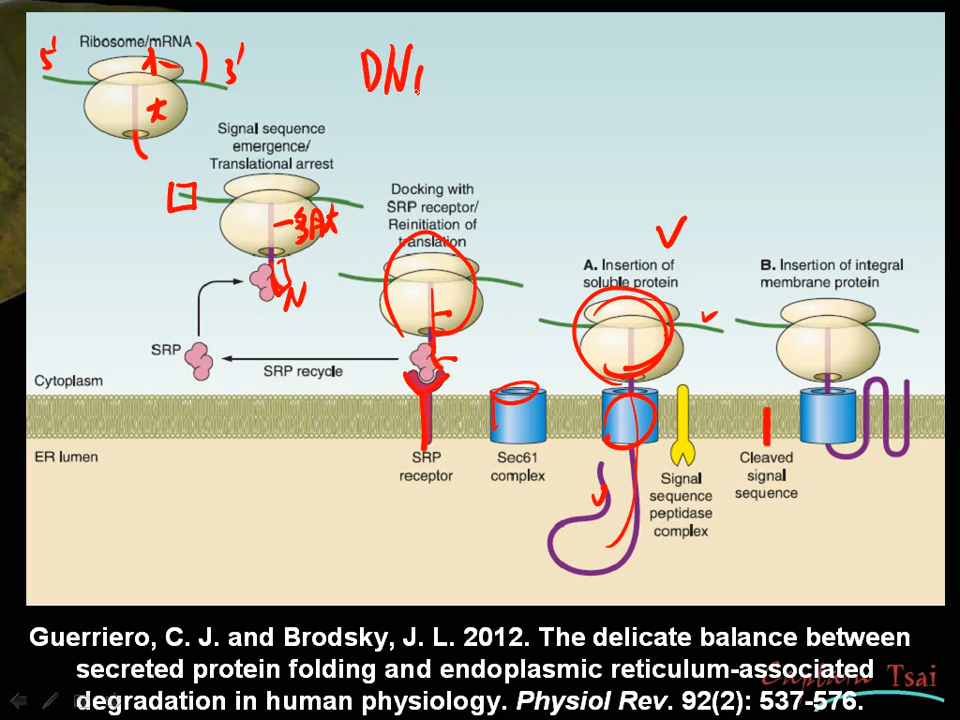 Ribosome/mRNA
5'
3'
DN
Signal sequence
emergence/
Translational arrest
Docking with
SRP receptor/
Reinitiation of
translation
多肽
N
A. Insertion of
soluble protein
B. Insertion of integral
membrane protein
SRP
SRP recycle
Cytoplasm
ER lumen
SRP
receptor
Sec61
complex
Signal
sequence
peptidase
complex
Cleaved
signal
sequence
Guerriero, C. J. and Brodsky, J. L. 2012. The delicate balance between
secreted protein folding and endoplasmic reticulum-associated
degradation in human physiology. Physiol Rev. 92(2): 537-576.
Tsai